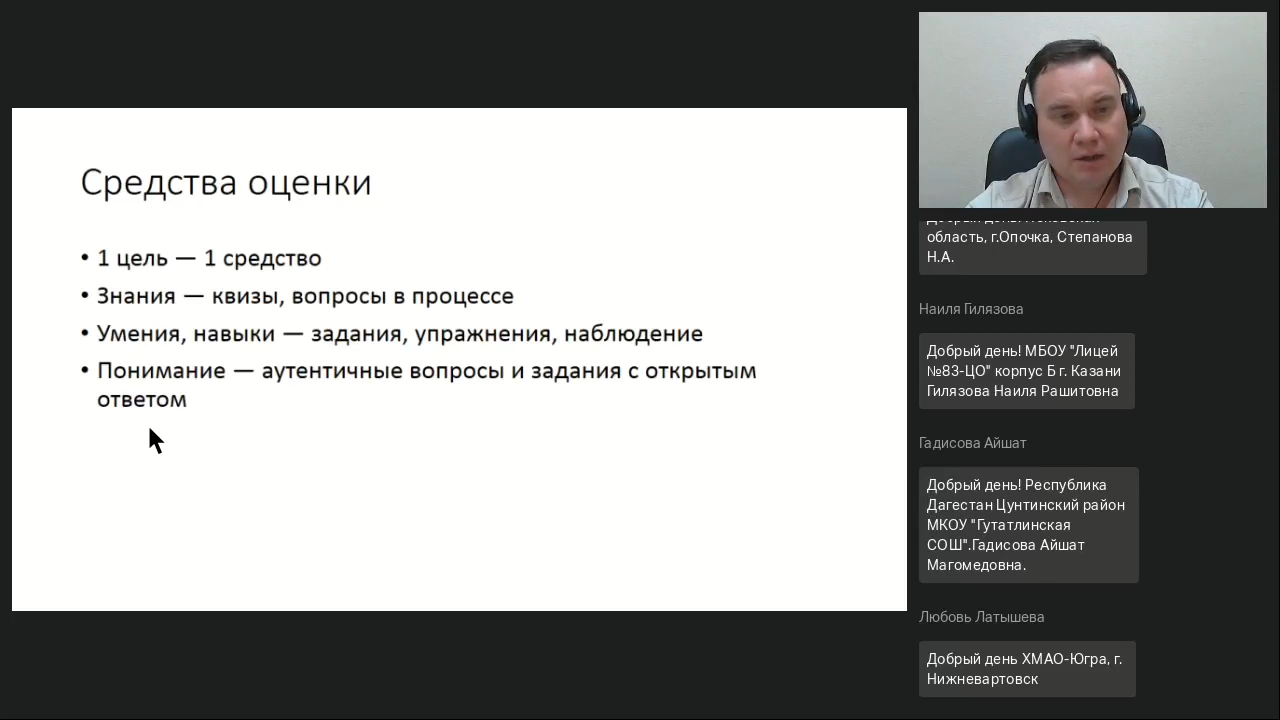 Средства оценки
• 1 цель — 1 средство
• Знания — квизы, вопросы в процессе
• Умения, навыки — задания, упражнения, наблюдение
• Понимание — аутентичные вопросы и задания с открытым
ответом
Добрый день!
область, г.Опочка, Степанова
Н.А.
Наиля Гилязова
Добрый день! МБОУ "Лицей
№83-ЦО" корпус Б г. Казани
Гилязова Наиля Рашитовна
Гадисова Айшат
Добрый день! Республика
Дагестан Цунтинский район
МКОУ "Гутатлинская
СОШ".Гадисова Айшат
Магомедовна.
Любовь Латышева
Добрый день ХМАО-Югра, г.
Нижневартовск